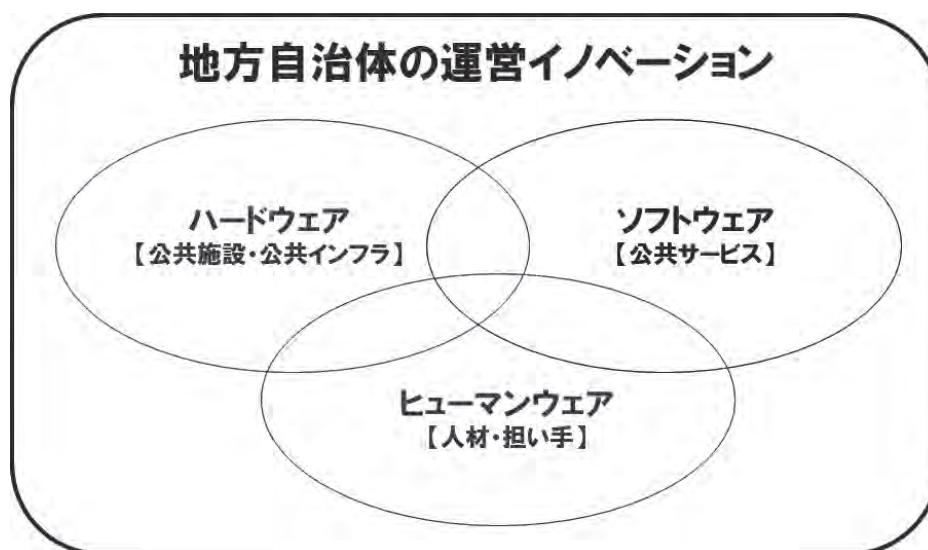 地方自治体の運営イノベーション
ハードウェア
【公共施設・公共インフラ】
ソフトウェア
【公共サービス】
ヒューマンウェア
【人材・担い手】